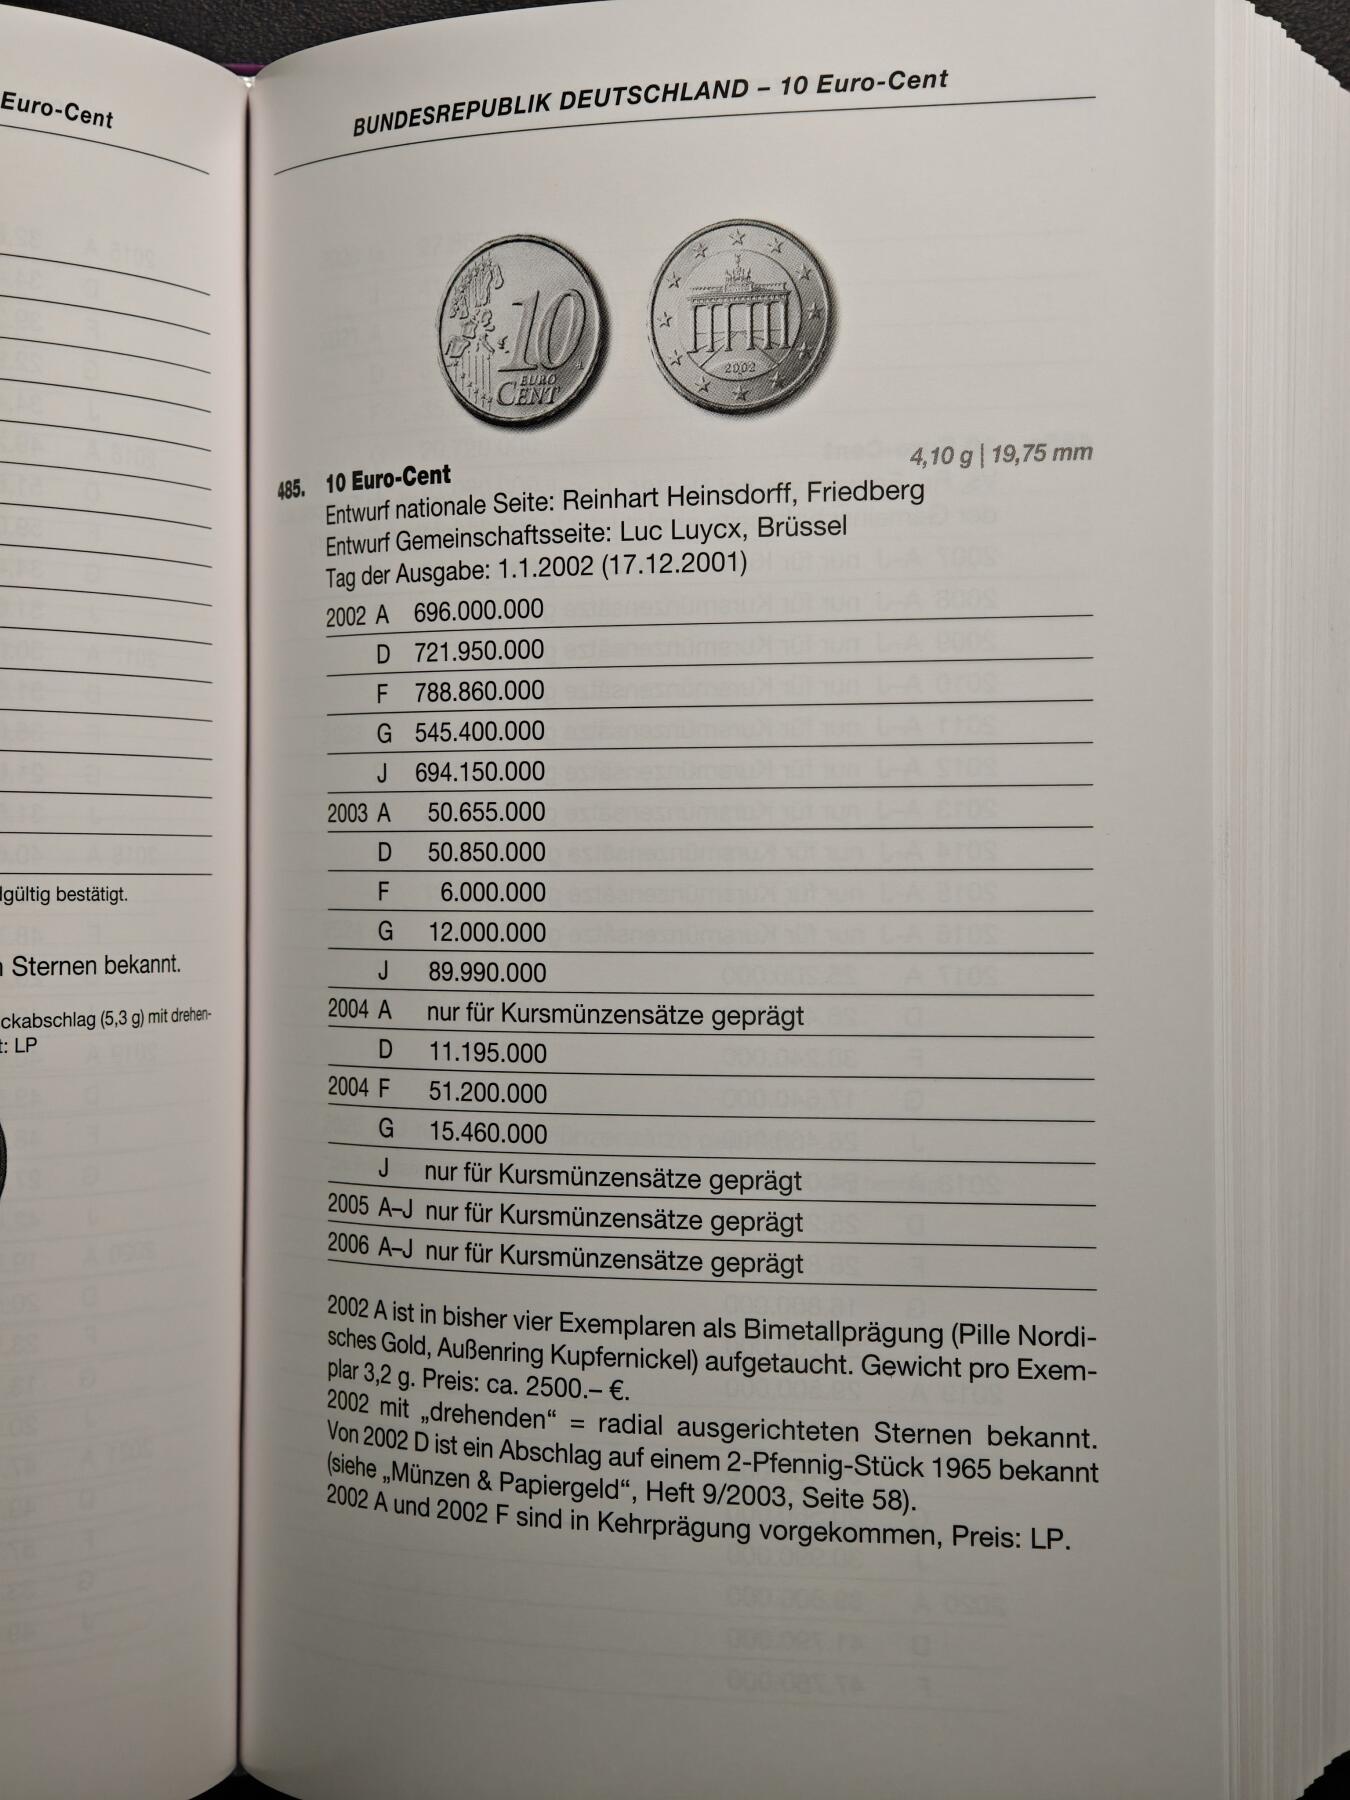 Euro-Cent
lgültig bestätigt.
n Sternen bekannt.
ckabschlag (5,3 g) mit drehen-
t: LP
BUNDESREPUBLIK DEUTSCHLAND – 10 Euro-Cent
10
EURO
CENT
2002
4,10 g | 19,75 mm
485. 10 Euro-Cent
Entwurf nationale Seite: Reinhart Heinsdorff, Friedberg
Entwurf Gemeinschaftsseite: Luc Luycx, Brüssel
Tag der Ausgabe: 1.1.2002 (17.12.2001)
2002 A 696.000.000
D 721.950.000
F 788.860.000
G 545.400.000
J 694.150.000
2003 A 50.655.000
D 50.850.000
F 6.000.000
G 12.000.000
J 89.990.000
2004 A nur für Kursmünzensätze geprägt
D 11.195.000
2004 F 51.200.000
G 15.460.000
J nur für Kursmünzensätze geprägt
2005 A–J nur für Kursmünzensätze geprägt
2006 A–J nur für Kursmünzensätze geprägt
2002 A ist in bisher vier Exemplaren als Bimetallprägung (Pille Nordi-
sches Gold, Außenring Kupfernickel) aufgetaucht. Gewicht pro Exem-
plar 3,2 g. Preis: ca. 2500.– €.
2002 mit „drehenden“ = radial ausgerichteten Sternen bekannt.
Von 2002 D ist ein Abschlag auf einem 2-Pfennig-Stück 1965 bekannt
(siehe „Münzen & Papiergeld“, Heft 9/2003, Seite 58).
2002 A und 2002 F sind in Kehrprägung vorgekommen, Preis: LP.